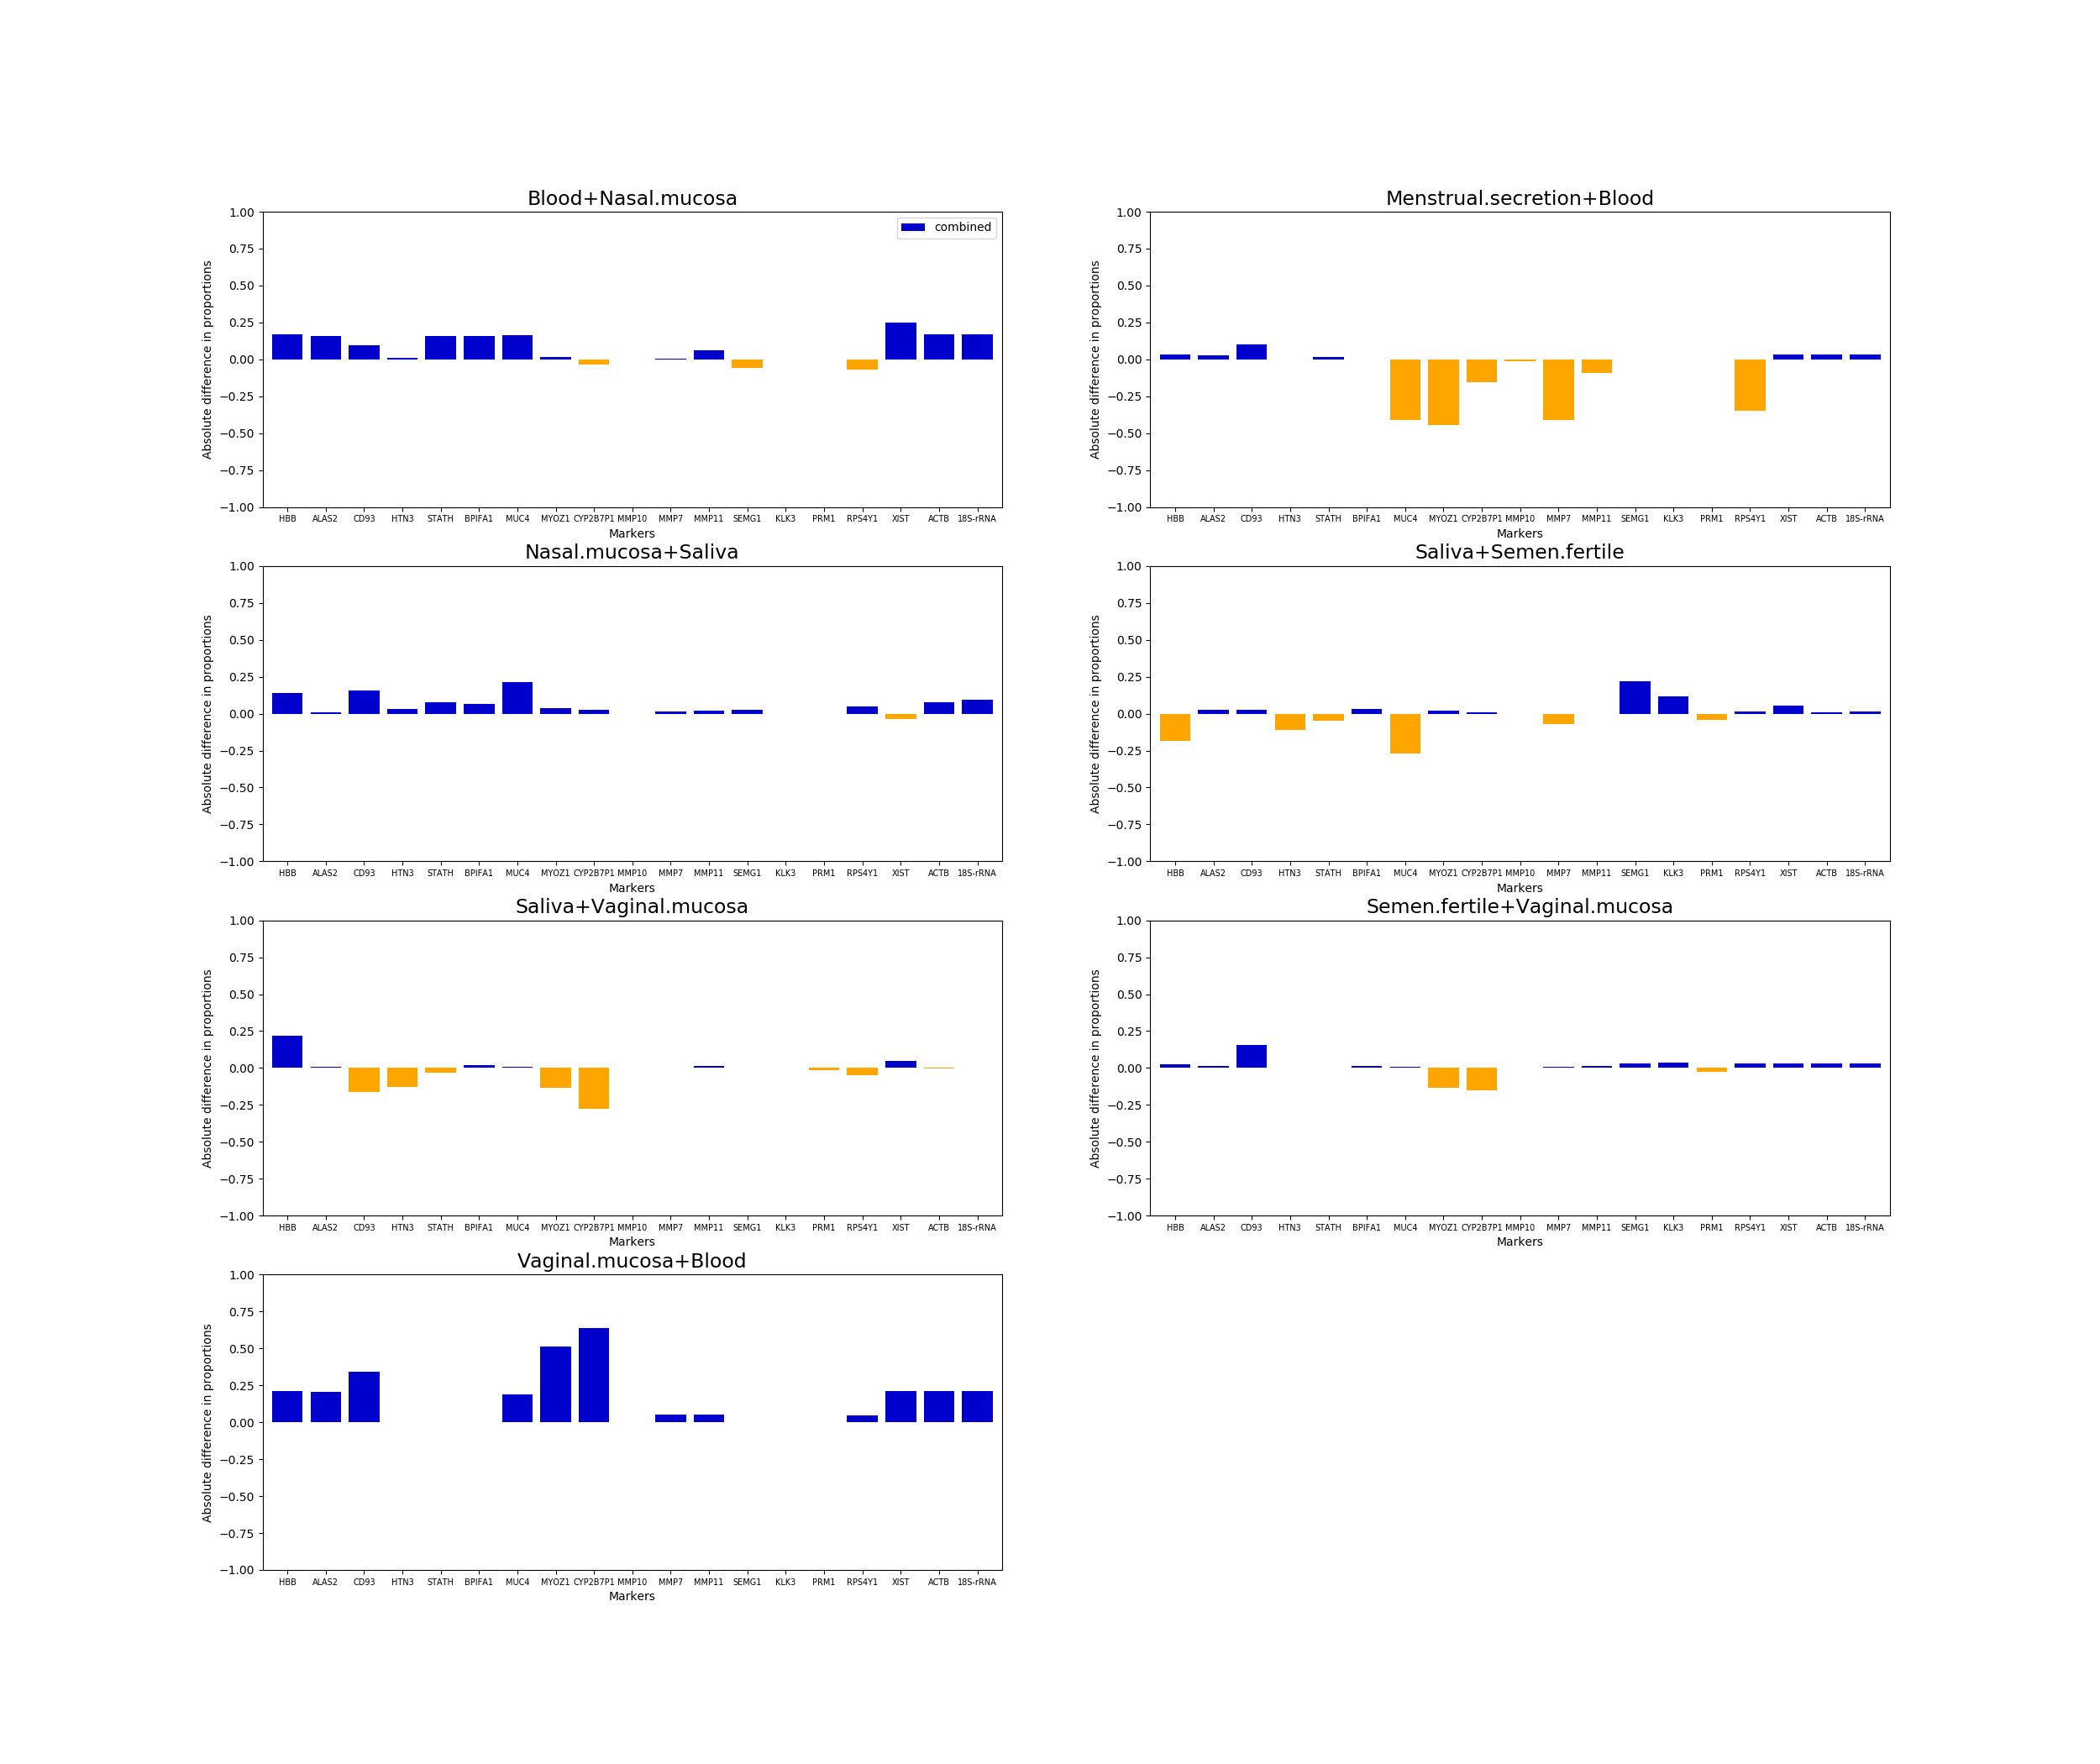 Blood+Nasal.mucosa
combined
1.00
0.75
0.50
0.25
0.00
−0.25
−0.50
−0.75
−1.00
Absolute difference in proportions
HBB ALAS2 CD93 HTN3 STATH BPIFA1 MUC4 MYOZ1 CYP2B7P1 MMP10 MMP7 MMP11 SEMG1 KLK3 PRM1 RPS4Y1 XIST ACTB 18S-rRNA
Markers
Menstrual.secretion+Blood
1.00
0.75
0.50
0.25
0.00
−0.25
−0.50
−0.75
−1.00
Absolute difference in proportions
HBB ALAS2 CD93 HTN3 STATH BPIFA1 MUC4 MYOZ1 CYP2B7P1 MMP10 MMP7 MMP11 SEMG1 KLK3 PRM1 RPS4Y1 XIST ACTB 18S-rRNA
Markers
Nasal.mucosa+Saliva
1.00
0.75
0.50
0.25
0.00
−0.25
−0.50
−0.75
−1.00
Absolute difference in proportions
HBB ALAS2 CD93 HTN3 STATH BPIFA1 MUC4 MYOZ1 CYP2B7P1 MMP10 MMP7 MMP11 SEMG1 KLK3 PRM1 RPS4Y1 XIST ACTB 18S-rRNA
Markers
Saliva+Semen.fertile
1.00
0.75
0.50
0.25
0.00
−0.25
−0.50
−0.75
−1.00
Absolute difference in proportions
HBB ALAS2 CD93 HTN3 STATH BPIFA1 MUC4 MYOZ1 CYP2B7P1 MMP10 MMP7 MMP11 SEMG1 KLK3 PRM1 RPS4Y1 XIST ACTB 18S-rRNA
Markers
Saliva+Vaginal.mucosa
1.00
0.75
0.50
0.25
0.00
−0.25
−0.50
−0.75
−1.00
Absolute difference in proportions
HBB ALAS2 CD93 HTN3 STATH BPIFA1 MUC4 MYOZ1 CYP2B7P1 MMP10 MMP7 MMP11 SEMG1 KLK3 PRM1 RPS4Y1 XIST ACTB 18S-rRNA
Markers
Semen.fertile+Vaginal.mucosa
1.00
0.75
0.50
0.25
0.00
−0.25
−0.50
−0.75
−1.00
Absolute difference in proportions
HBB ALAS2 CD93 HTN3 STATH BPIFA1 MUC4 MYOZ1 CYP2B7P1 MMP10 MMP7 MMP11 SEMG1 KLK3 PRM1 RPS4Y1 XIST ACTB 18S-rRNA
Markers
Vaginal.mucosa+Blood
1.00
0.75
0.50
0.25
0.00
−0.25
−0.50
−0.75
−1.00
Absolute difference in proportions
HBB ALAS2 CD93 HTN3 STATH BPIFA1 MUC4 MYOZ1 CYP2B7P1 MMP10 MMP7 MMP11 SEMG1 KLK3 PRM1 RPS4Y1 XIST ACTB 18S-rRNA
Markers